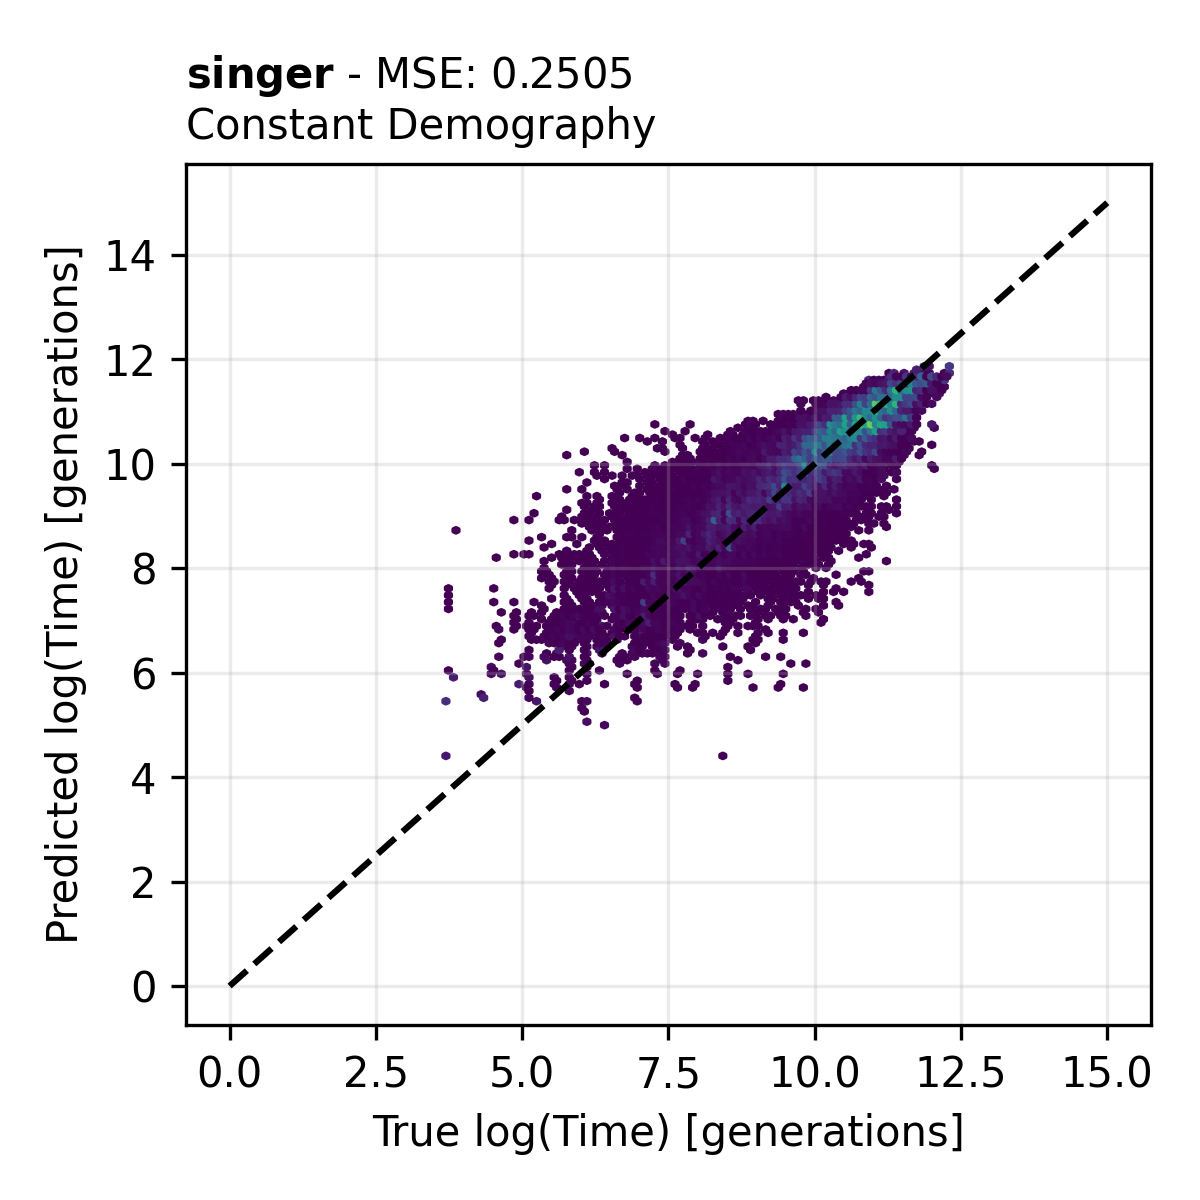 singer - MSE: 0.2505
Constant Demography
Predicted log(Time) [generations]
14
12
10
8
6
4
2
0
0.0 2.5 5.0 7.5 10.0 12.5 15.0
True log(Time) [generations]